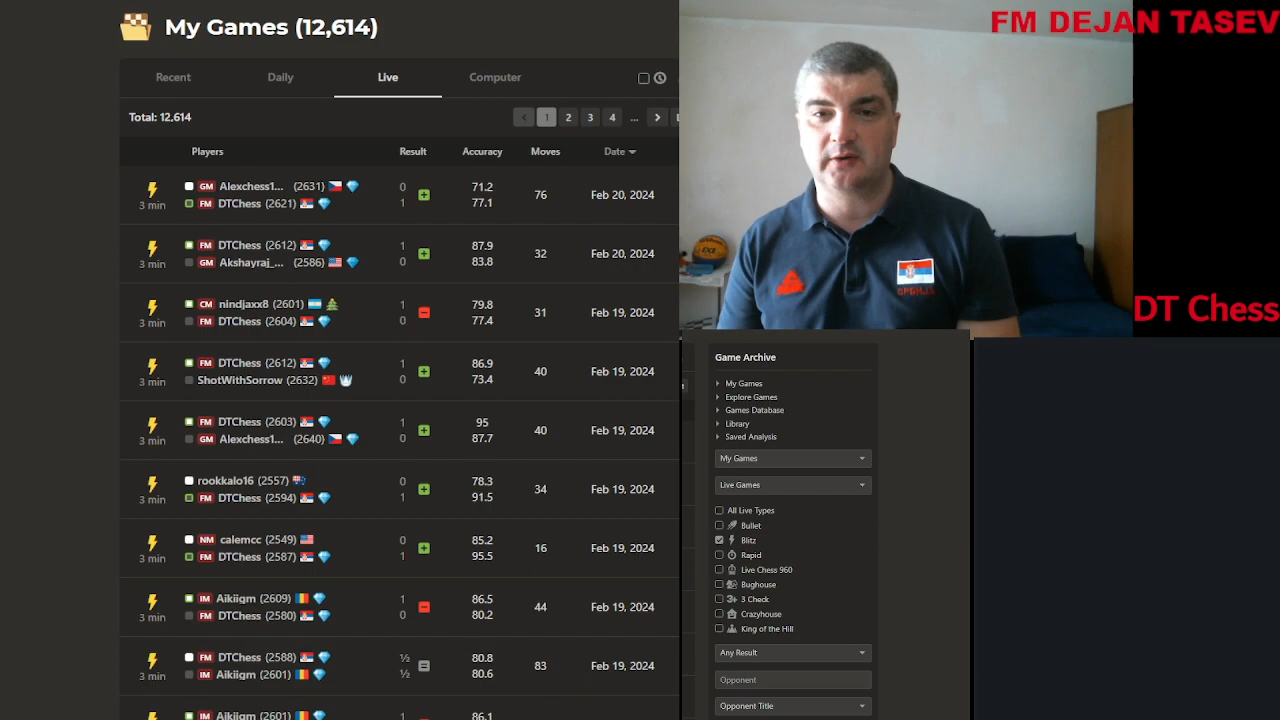 My Games (12,614)
FM DEJAN TASEV
Recent Daily Live Computer
Total: 12.614
1 2 3 4 ...
Players Result Accuracy Moves Date
GM Alexchess1... (2631) 0 71.2
3 min FM DTChess (2621) 1 77.1 76 Feb 20, 2024
FM DTChess (2612) 1 87.9
3 min GM Akshayraj_... (2586) 0 83.8 32 Feb 20, 2024
CM nindjaxx8 (2601) 1 79.8
3 min FM DTChess (2604) 0 77.4 31 Feb 19, 2024
FM DTChess (2612) 1 86.9
3 min ShotWithSorrow (2632) 0 73.4 40 Feb 19, 2024
FM DTChess (2603) 1 95
3 min GM Alexchess1... (2640) 0 87.7 40 Feb 19, 2024
rookkalo16 (2557) 0 78.3
3 min FM DTChess (2594) 1 91.5 34 Feb 19, 2024
NM calemcc (2549) 0 85.2
3 min FM DTChess (2587) 1 95.5 16 Feb 19, 2024
IM Aikiigm (2609) 1 86.5
3 min FM DTChess (2580) 0 80.2 44 Feb 19, 2024
FM DTChess (2588) ½ 80.8
3 min IM Aikiigm (2601) ½ 80.6 83 Feb 19, 2024
IM Aikiigm (2601) 1 86.1
DT Chess
Game Archive
My Games
Explore Games
Games Database
Library
Saved Analysis
My Games
Live Games
All Live Types
Bullet
Blitz
Rapid
Live Chess 960
Bughouse
3 Check
Crazyhouse
King of the Hill
Any Result
Opponent
Opponent Title